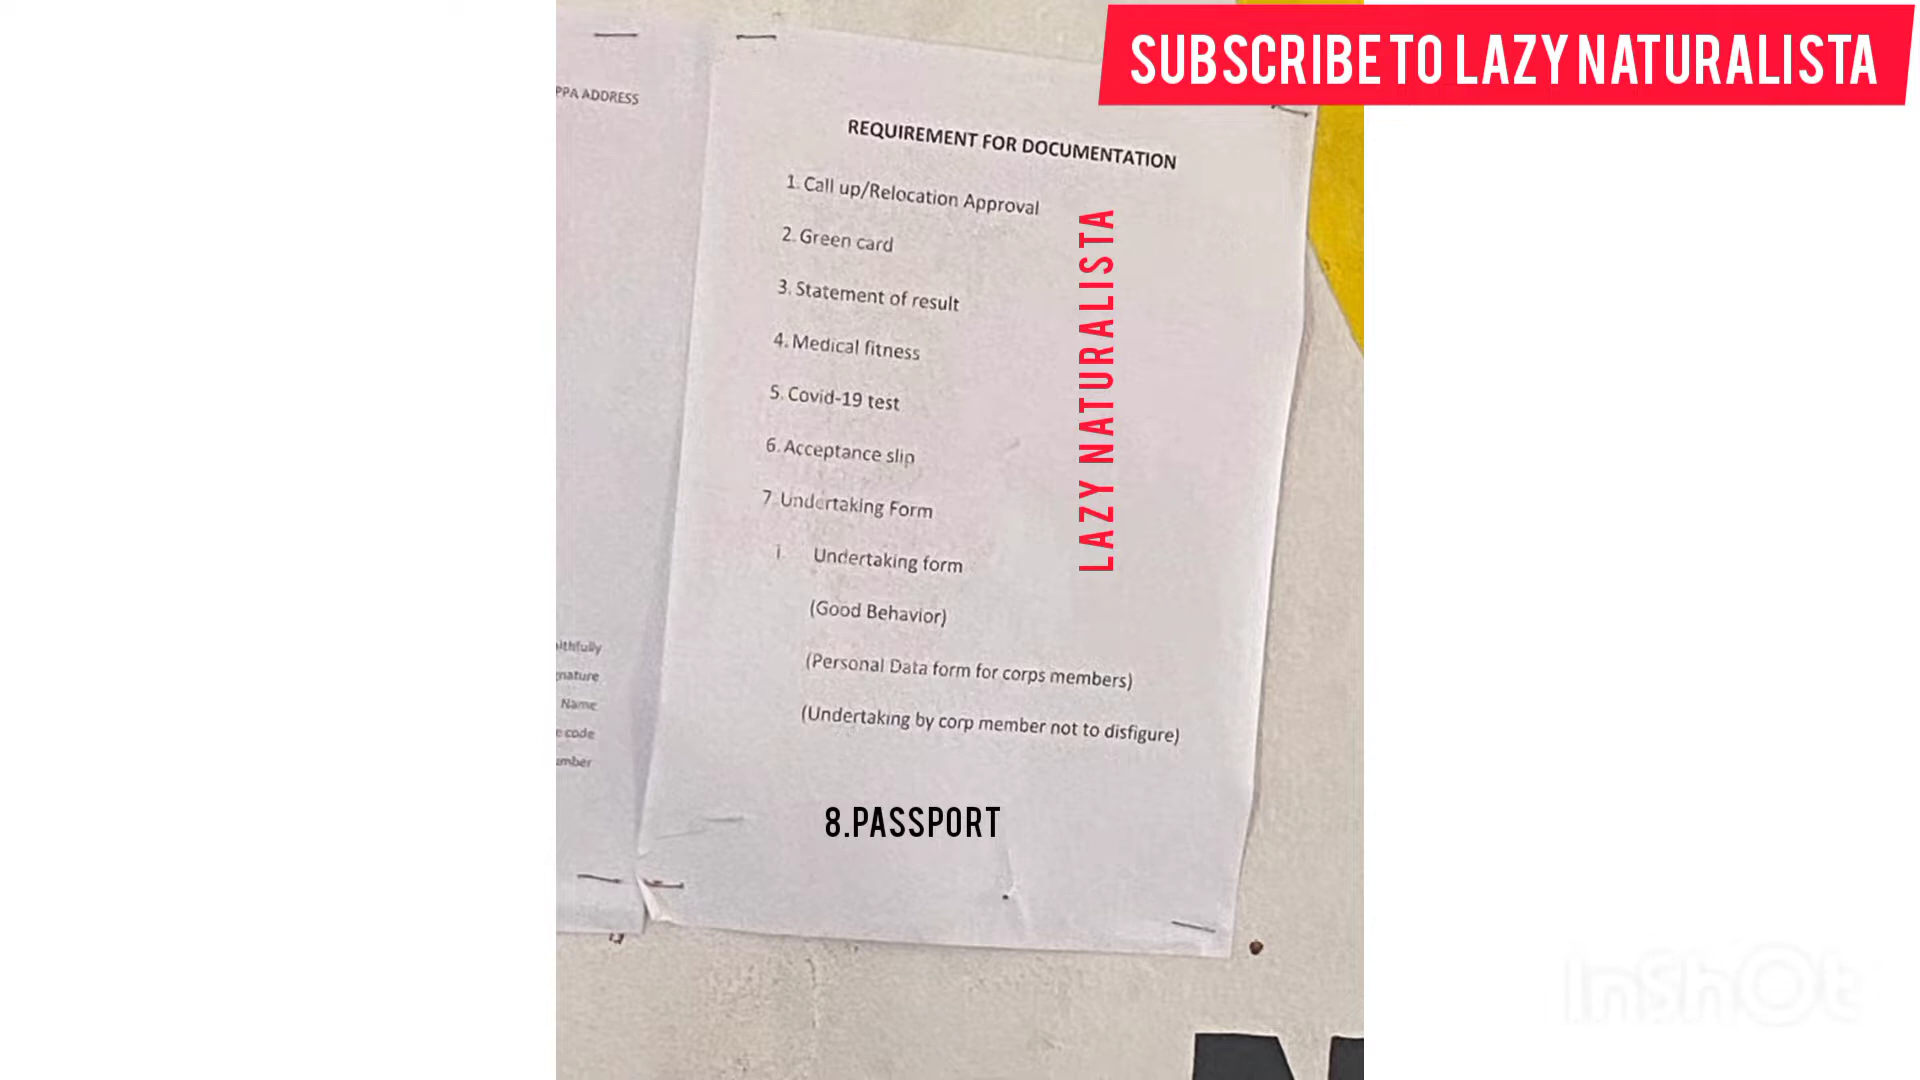 SUBSCRIBE TO LAZY NATURALISTA
PPA ADDRESS
REQUIREMENT FOR DOCUMENTATION
1. Call up/Relocation Approval
2. Green card
3. Statement of result
4. Medical fitness
5. Covid-19 test
6. Acceptance slip
7 Undertaking Form
i Undertaking form
(Good Behavior)
(Personal Data form for corps members)
(Undertaking by corp member not to disfigure)
8.PASSPORT
LAZY NATURALISTA
Name
code
InShOt